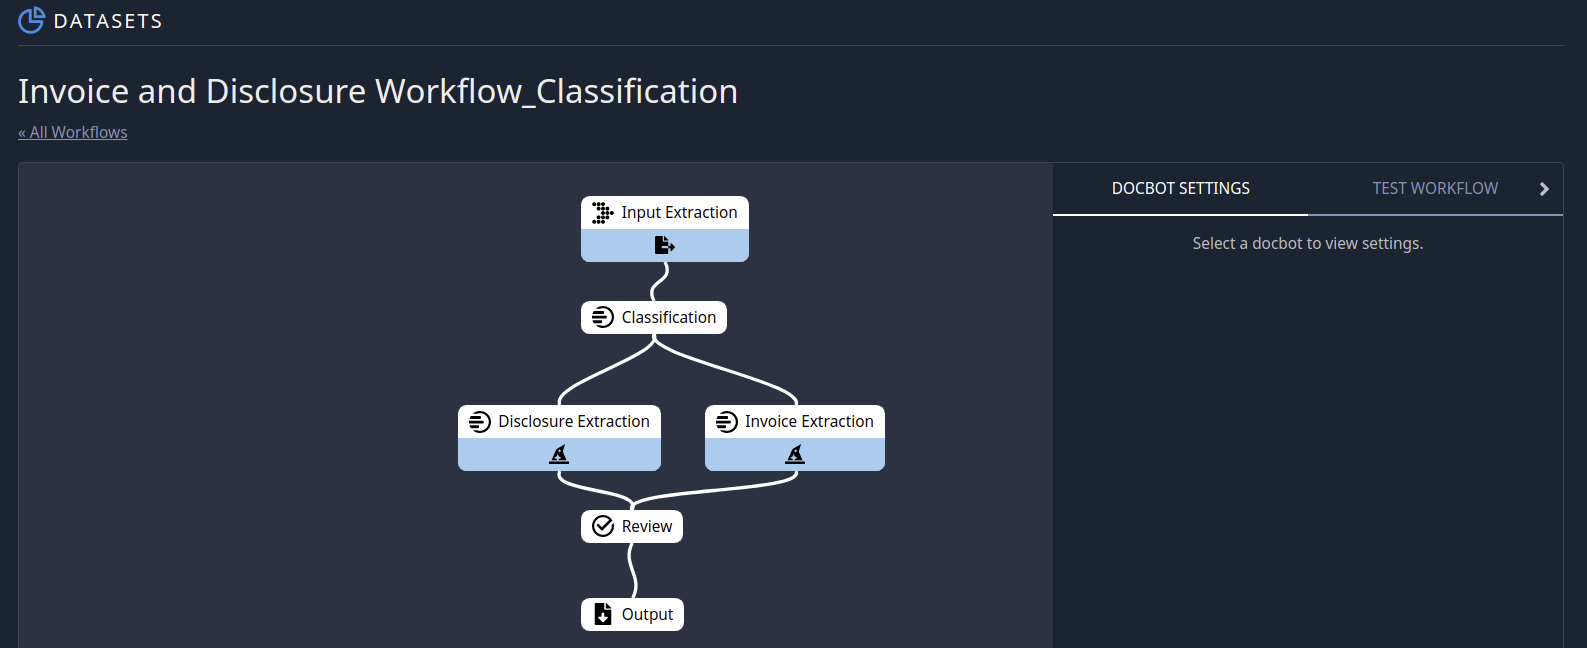 DATASETS
Invoice and Disclosure Workflow_Classification
« All Workflows
Input Extraction
Classification
Disclosure Extraction
Invoice Extraction
Review
Output
DOCBOT SETTINGS
TEST WORKFLOW
Select a docbot to view settings.